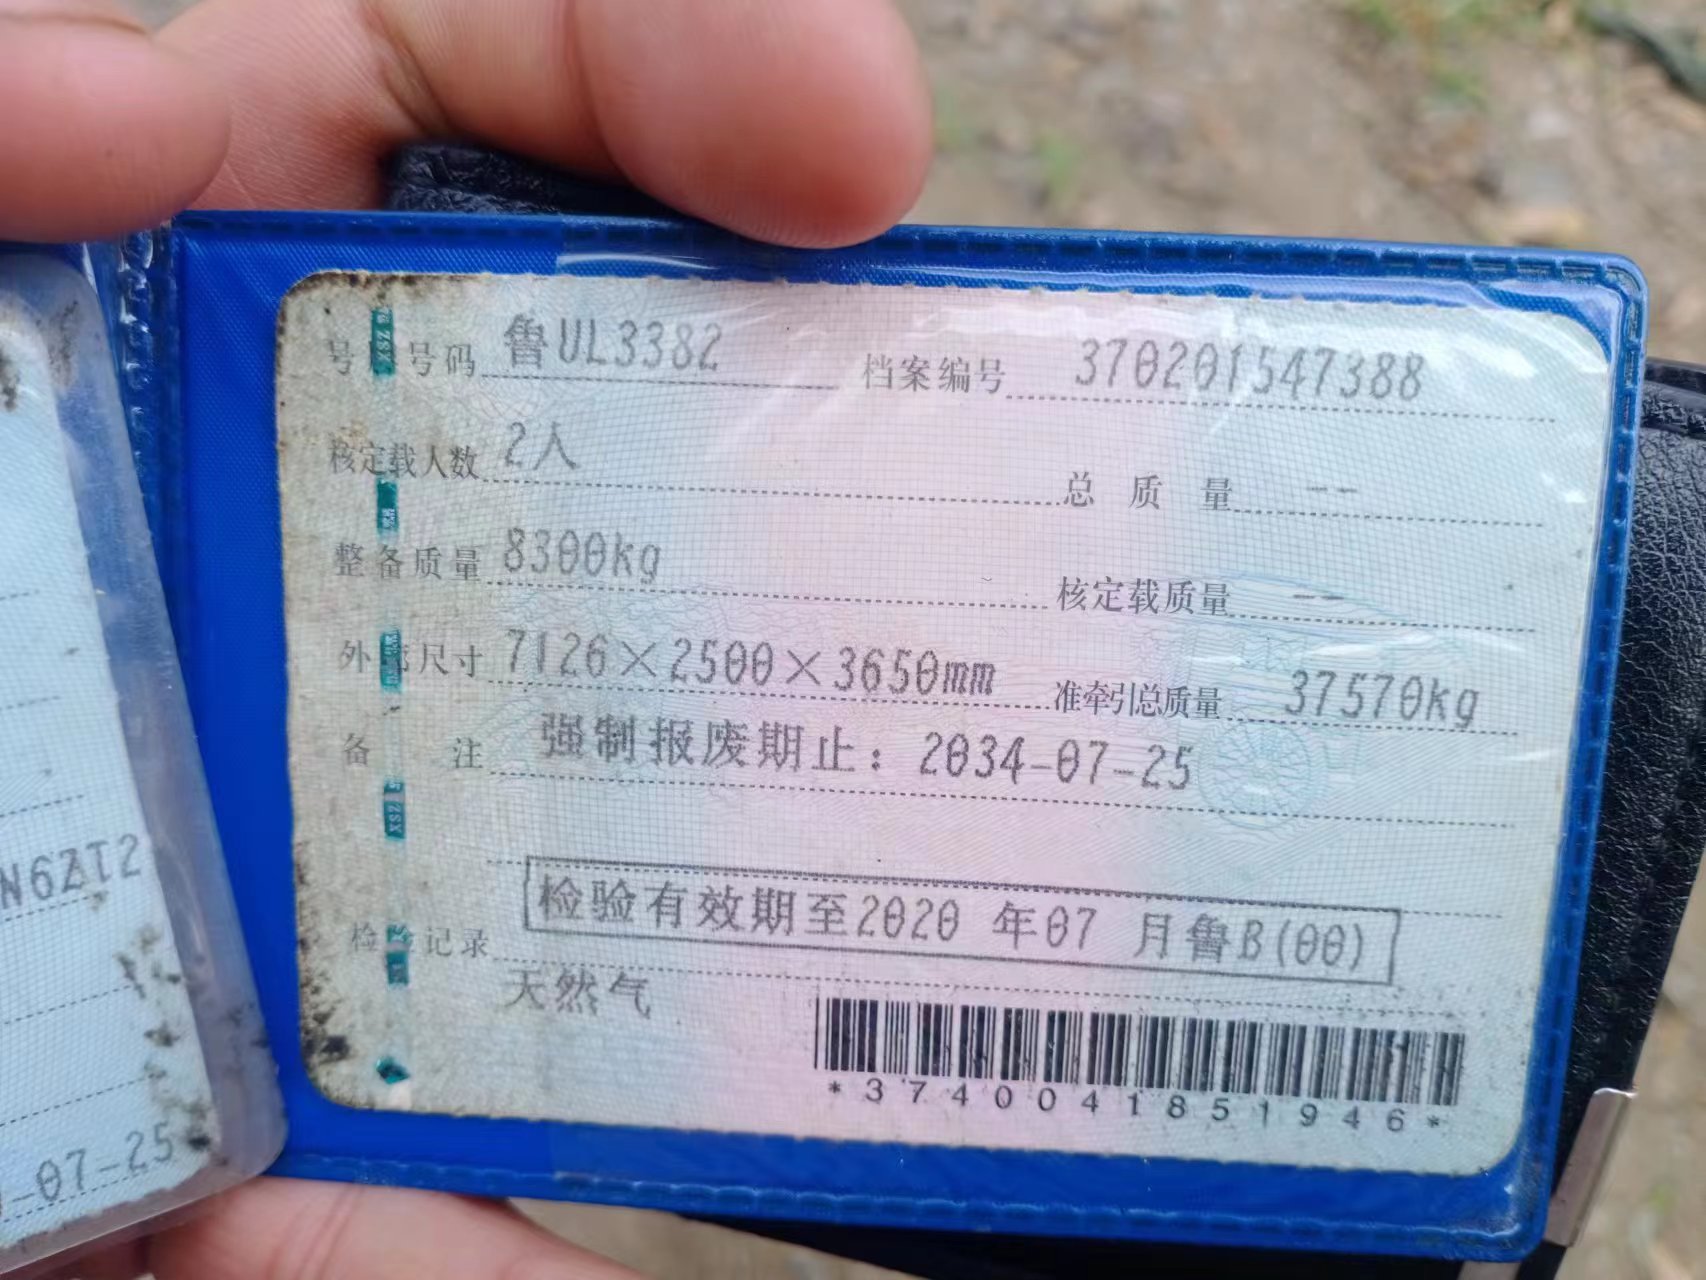 号牌号码 鲁UL3382 档案编号 370201547388
核定载人数 2人 总质量 --
整备质量 8300kg 核定载质量 --
外廓尺寸 7126×2500×3650mm 准牵引总质量 37570kg
备注 强制报废期止：2034-07-25
检验记录 检验有效期至2020 年07 月鲁B(00)
天然气
*3740041851946*
-07-25